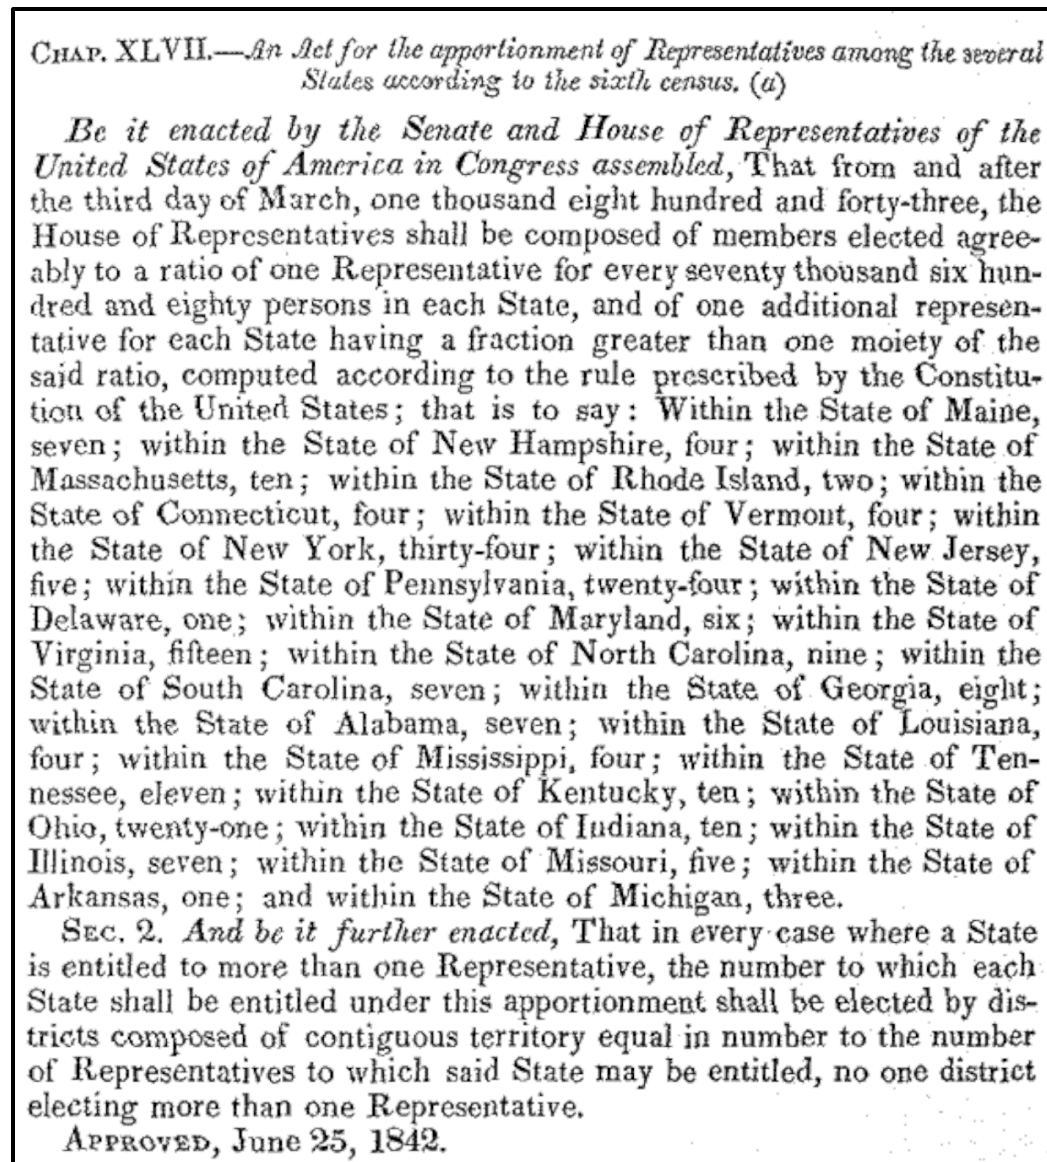 CHAP. XLVII.—An Act for the apportionment of Representatives among the several
States according to the sixth census. (a)
Be it enacted by the Senate and House of Representatives of the
United States of America in Congress assembled, That from and after
the third day of March, one thousand eight hundred and forty-three, the
House of Representatives shall be composed of members elected agree-
ably to a ratio of one Representative for every seventy thousand six hun-
dred and eighty persons in each State, and of one additional represen-
tative for each State having a fraction greater than one moiety of the
said ratio, computed according to the rule prescribed by the Constitu-
tion of the United States; that is to say: Within the State of Maine,
seven; within the State of New Hampshire, four; within the State of
Massachusetts, ten; within the State of Rhode Island, two; within the
State of Connecticut, four; within the State of Vermont, four; within
the State of New York, thirty-four; within the State of New Jersey,
five; within the State of Pennsylvania, twenty-four; within the State of
Delaware, one; within the State of Maryland, six; within the State of
Virginia, fifteen; within the State of North Carolina, nine; within the
State of South Carolina, seven; within the State of Georgia, eight;
within the State of Alabama, seven; within the State of Louisiana,
four; within the State of Mississippi, four; within the State of Ten-
nessee, eleven; within the State of Kentucky, ten; within the State of
Ohio, twenty-one; within the State of Indiana, ten; within the State of
Illinois, seven; within the State of Missouri, five; within the State of
Arkansas, one; and within the State of Michigan, three.
SEC. 2. And be it further enacted, That in every case where a State
is entitled to more than one Representative, the number to which each
State shall be entitled under this apportionment shall be elected by dis-
tricts composed of contiguous territory equal in number to the number
of Representatives to which said State may be entitled, no one district
electing more than one Representative.
APPROVED, June 25, 1842.